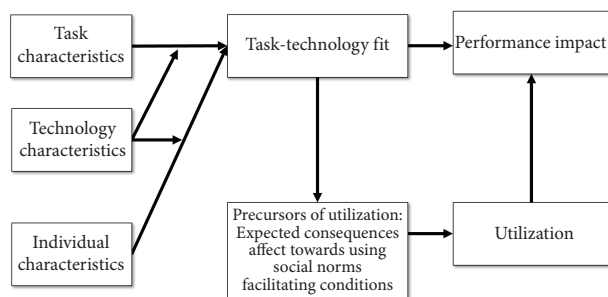 Task
characteristics
Technology
characteristics
Individual
characteristics
Task-technology fit
Precursors of utilization:
Expected consequences
affect towards using
social norms
facilitating conditions
Performance impact
Utilization